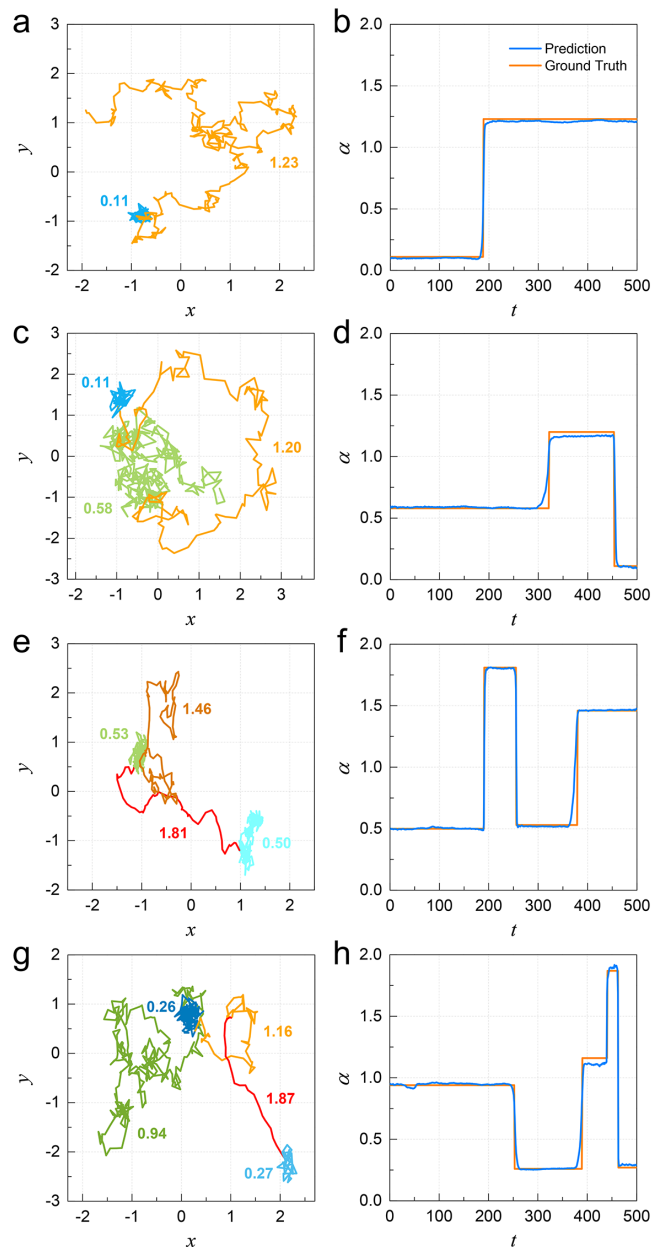 a
b
3
2
1
0
-1
-2
y
1.23
0.11
-2 -1 0 1 2
x
2.0
1.5
1.0
0.5
0.0
α
Prediction
Ground Truth
0 100 200 300 400 500
t
c
d
3
2
1
0
-1
-2
-3
y
0.11
1.20
0.58
-2 -1 0 1 2 3
x
2.0
1.5
1.0
0.5
0.0
α
0 100 200 300 400 500
t
e
f
3
2
1
0
-1
-2
y
1.46
0.53
1.81
0.50
-2 -1 0 1 2
x
2.0
1.5
1.0
0.5
0.0
α
0 100 200 300 400 500
t
g
h
2
1
0
-1
-2
-3
y
0.26
1.16
1.87
0.94
0.27
-2 -1 0 1 2
x
2.0
1.5
1.0
0.5
0.0
α
0 100 200 300 400 500
t